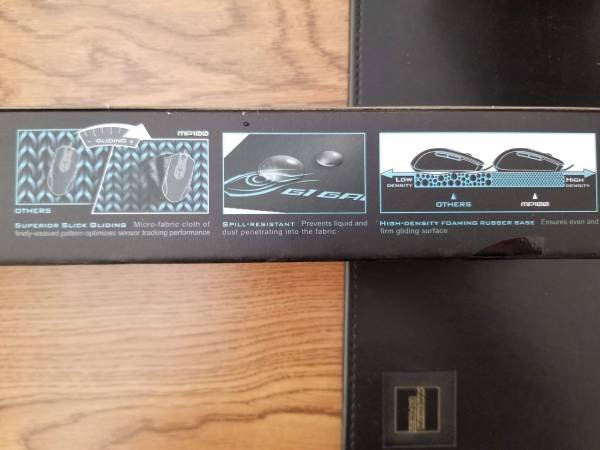 GLIDING +
MP100
OTHERS
SUPERIOR SLICK GLIDING Micro-fabric cloth of
finely-weaved pattern optimizes sensor tracking performance
GIGA
SPILL-RESISTANT Prevents liquid and
dust penetrating into the fabric
LOW
DENSITY
HIGH
DENSITY
OTHERS
MP100
HIGH-DENSITY FOAMING RUBBER BASE Ensures even and
firm gliding surface